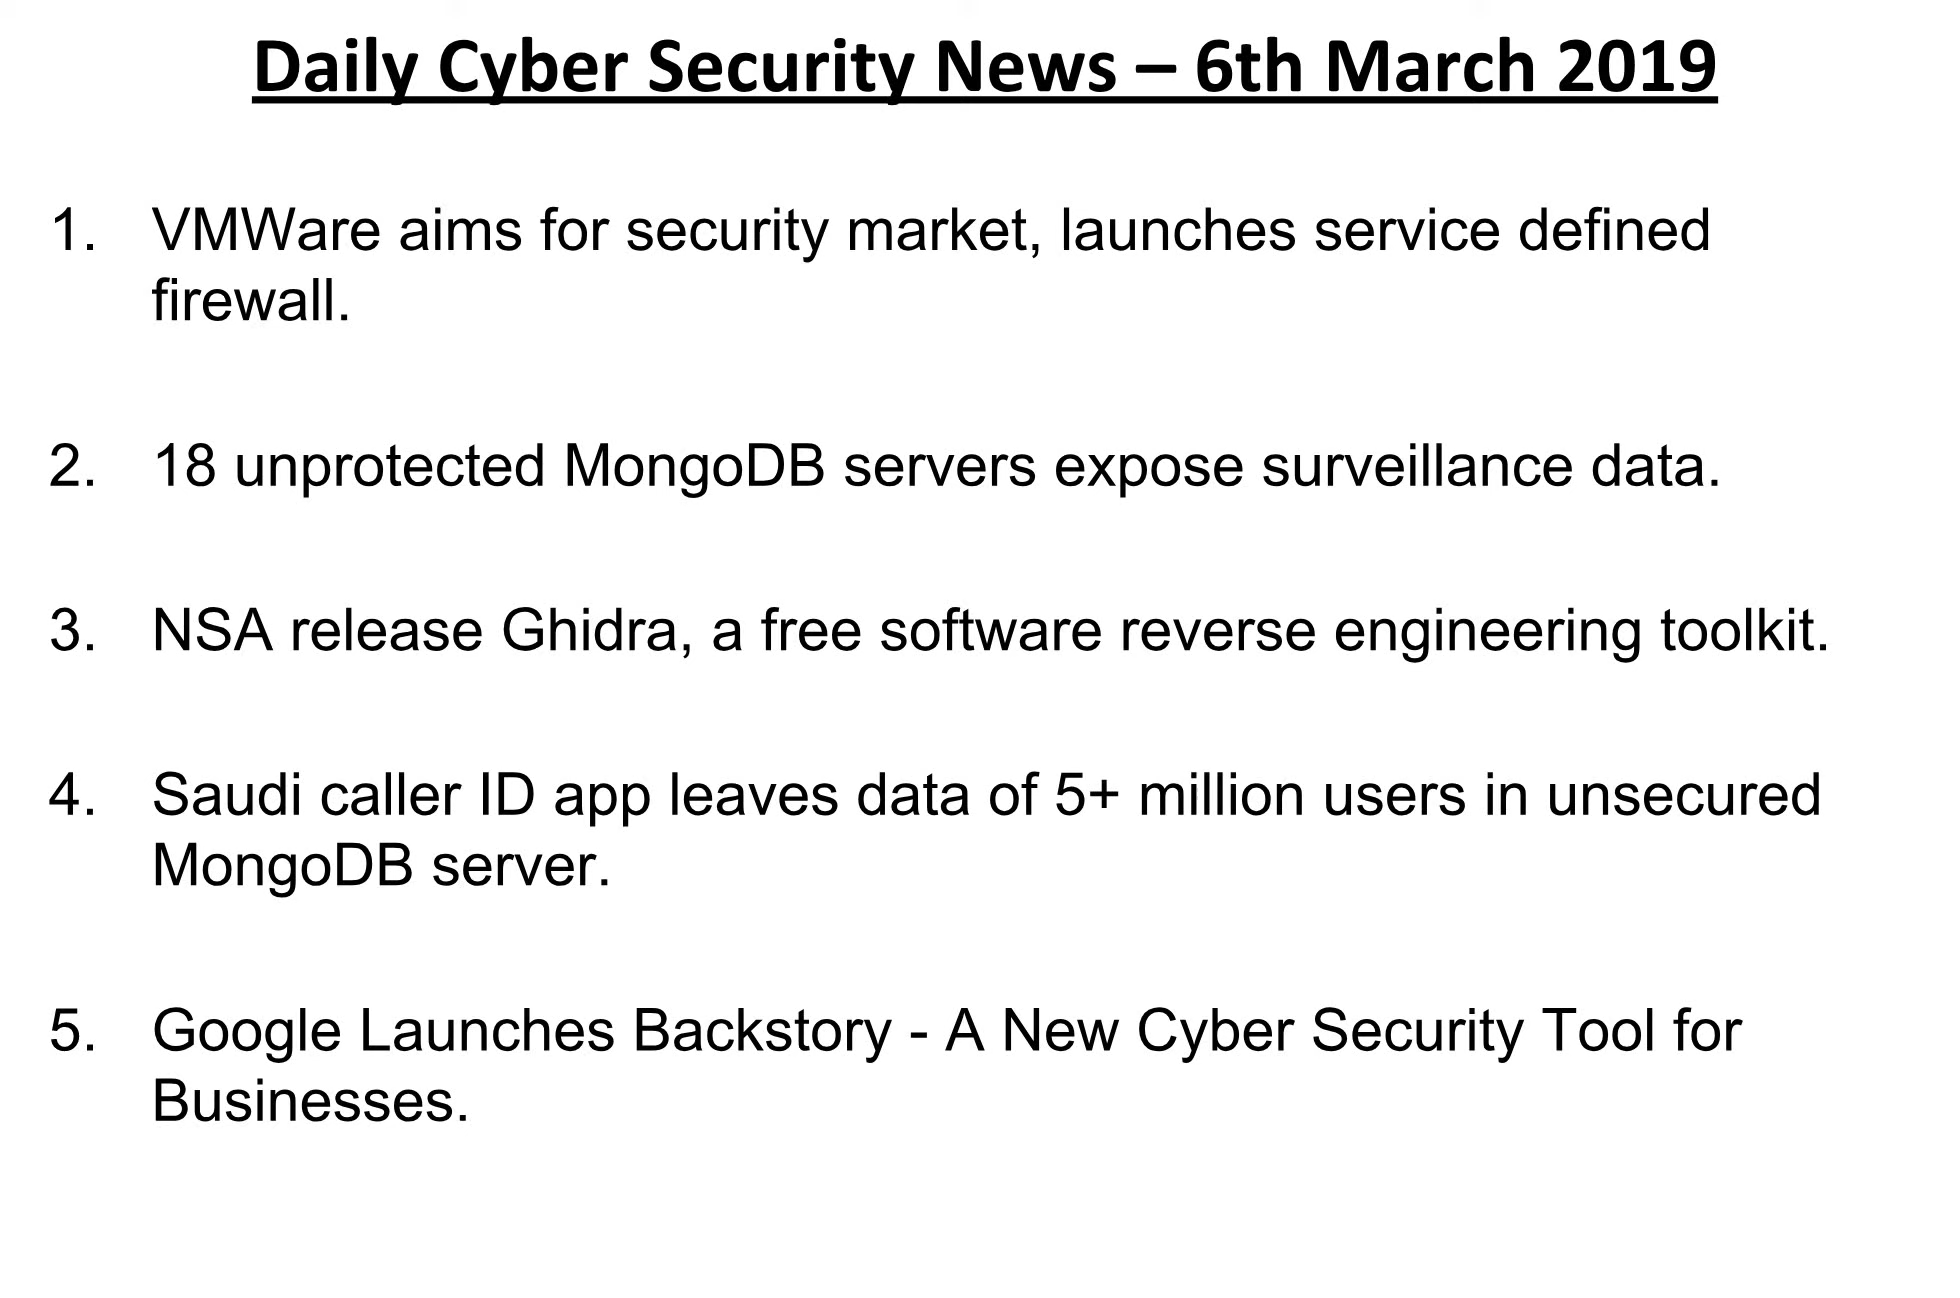 Daily Cyber Security News – 6th March 2019
1. VMWare aims for security market, launches service defined
firewall.
2. 18 unprotected MongoDB servers expose surveillance data.
3. NSA release Ghidra, a free software reverse engineering toolkit.
4. Saudi caller ID app leaves data of 5+ million users in unsecured
MongoDB server.
5. Google Launches Backstory - A New Cyber Security Tool for
Businesses.